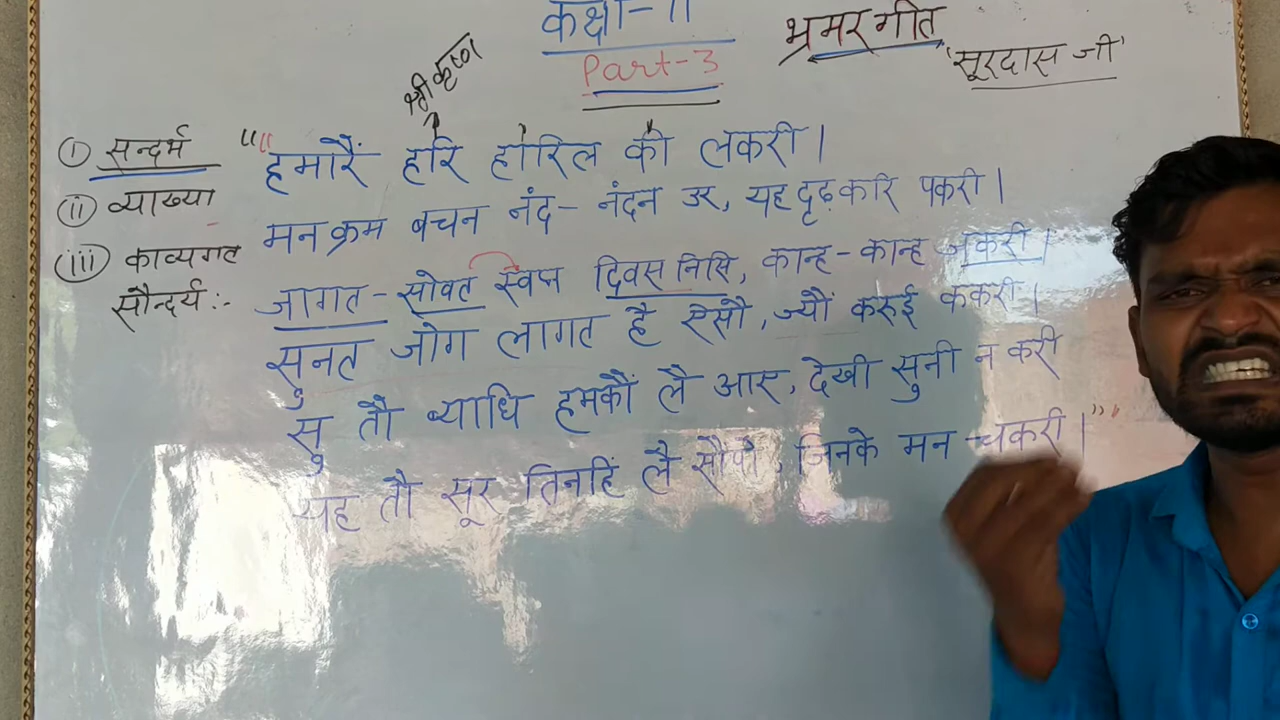 कक्षा-11
भ्रमरगीत
Part-3
'सूरदास जी'
श्री कृष्ण
(i) सन्दर्भ
(ii) व्याख्या
(iii) काव्यगत
सौन्दर्य:-
"हमारैं हरि हारिल की लकरी।
मन क्रम बचन नंद-नंदन उर, यह दृढ़ करि पकरी।
जागत-सोवत स्वप्न दिवस निसि, कान्ह-कान्ह जकरी।
सुनत जोग लागत है ऐसौ, ज्यौं करुई ककरी।
सु तौ व्याधि हमकौं लै आए, देखी सुनी न करी
यह तौ सूर तिनहिं लै सौंपौ, जिनके मन चकरी।"